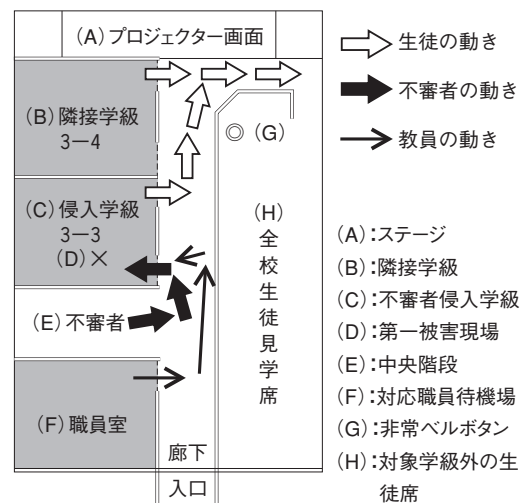 (A)プロジェクター画面
(B)隣接学級
3ー4
(C)侵入学級
3ー3
(D)×
(E)不審者
(F)職員室
(G)
(H)
全校生徒見学席
廊下
入口
生徒の動き
不審者の動き
教員の動き
(A):ステージ
(B):隣接学級
(C):不審者侵入学級
(D):第一被害現場
(E):中央階段
(F):対応職員待機場
(G):非常ベルボタン
(H):対象学級外の生
徒席